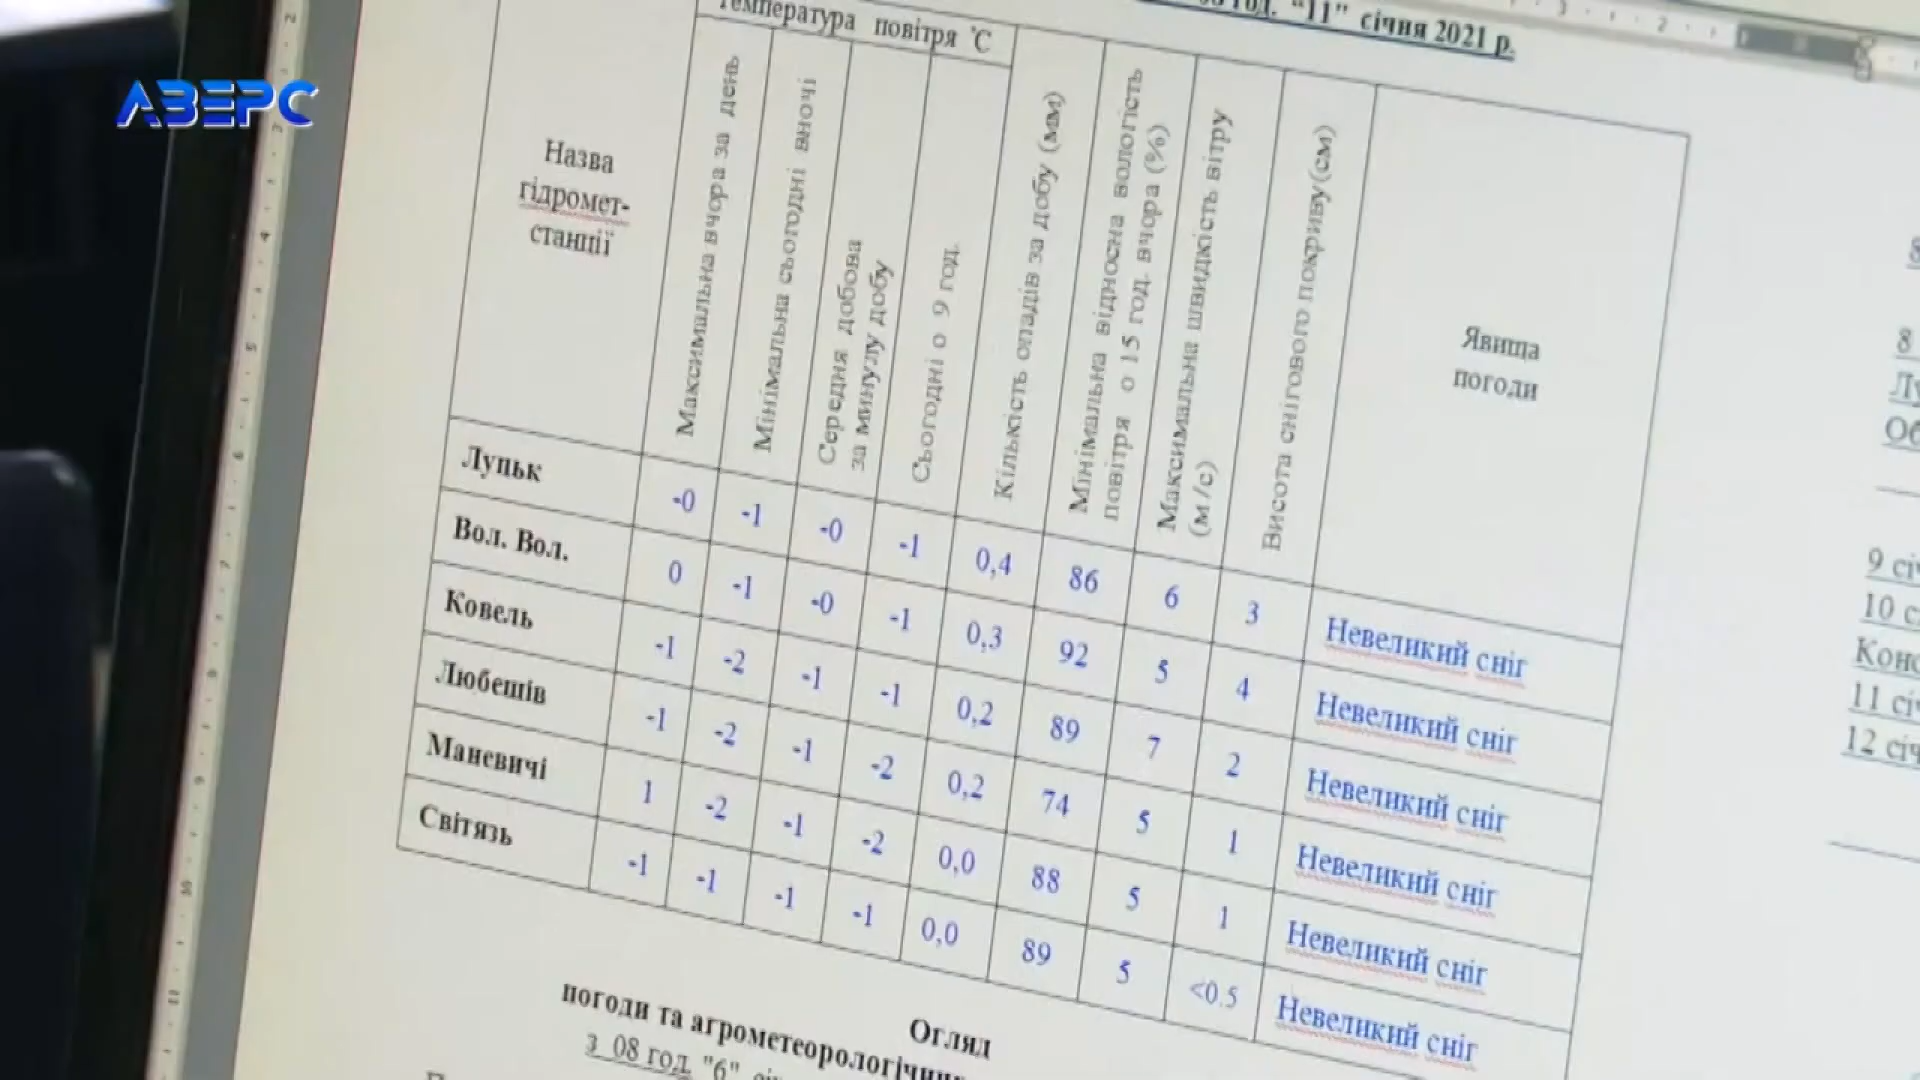 АВЕРС
год. "11" січня 2021 р.
Температура повітря °С
Назва
гідромет-
станції
Максимальна вчора за день
Мінімальна сьогодні вночі
Середня добова
за минулу добу
Сьогодні о 9 год.
Кількість опадів за добу (мм)
Мінімальна відносна вологість
повітря о 15 год. вчора (%)
Максимальна швидкість вітру
(м /с)
Висота снігового покриву(см)
Явища
погоди
Луцьк -0 -1 -0 -1 0,4 86 6 3 Невеликий сніг
Вол. Вол. 0 -1 -0 -1 0,3 92 5 4 Невеликий сніг
Ковель -1 -2 -1 -1 0,2 89 7 2 Невеликий сніг
Любешів -1 -2 -1 -2 0,2 74 5 1 Невеликий сніг
Маневичі 1 -2 -1 -2 0,0 88 5 1 Невеликий сніг
Світязь -1 -1 -1 -1 0,0 89 5 <0.5 Невеликий сніг
Огляд
погоди та
з 08 год. "6"
8
9
10
11
12